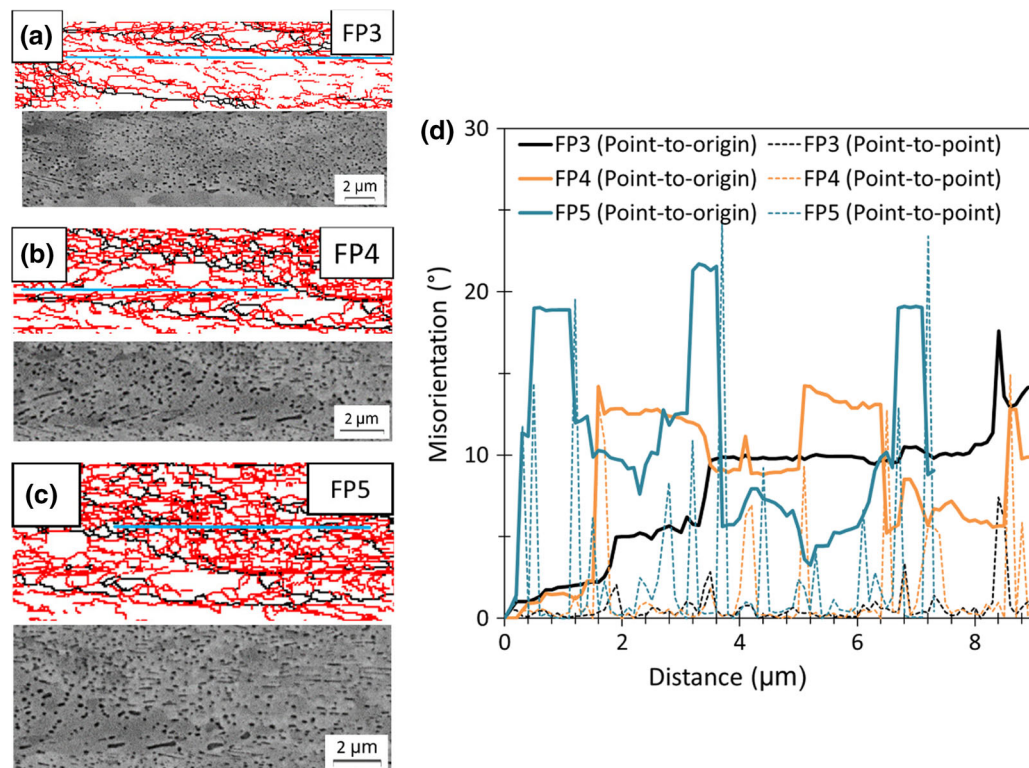 (a)
FP3
2 µm
(b)
FP4
2 µm
(c)
FP5
2 µm
(d)
30
20
10
0
Misorientation (°)
FP3 (Point-to-origin) FP3 (Point-to-point)
FP4 (Point-to-origin) FP4 (Point-to-point)
FP5 (Point-to-origin) FP5 (Point-to-point)
0 2 4 6 8
Distance (µm)